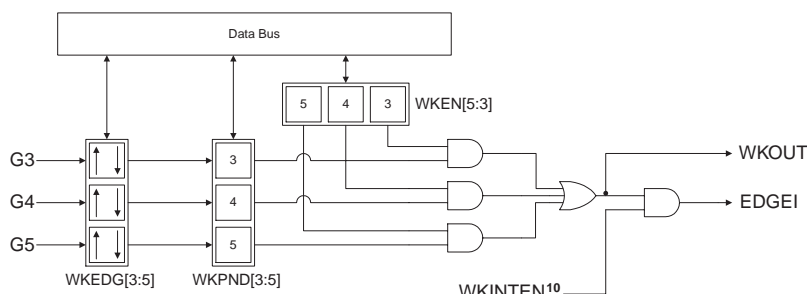 Data Bus
5 4 3 WKEN[5:3]
G3 3 WKOUT
G4 4 EDGEI
G5 5
WKEDG[3:5] WKPND[3:5] WKINTEN10